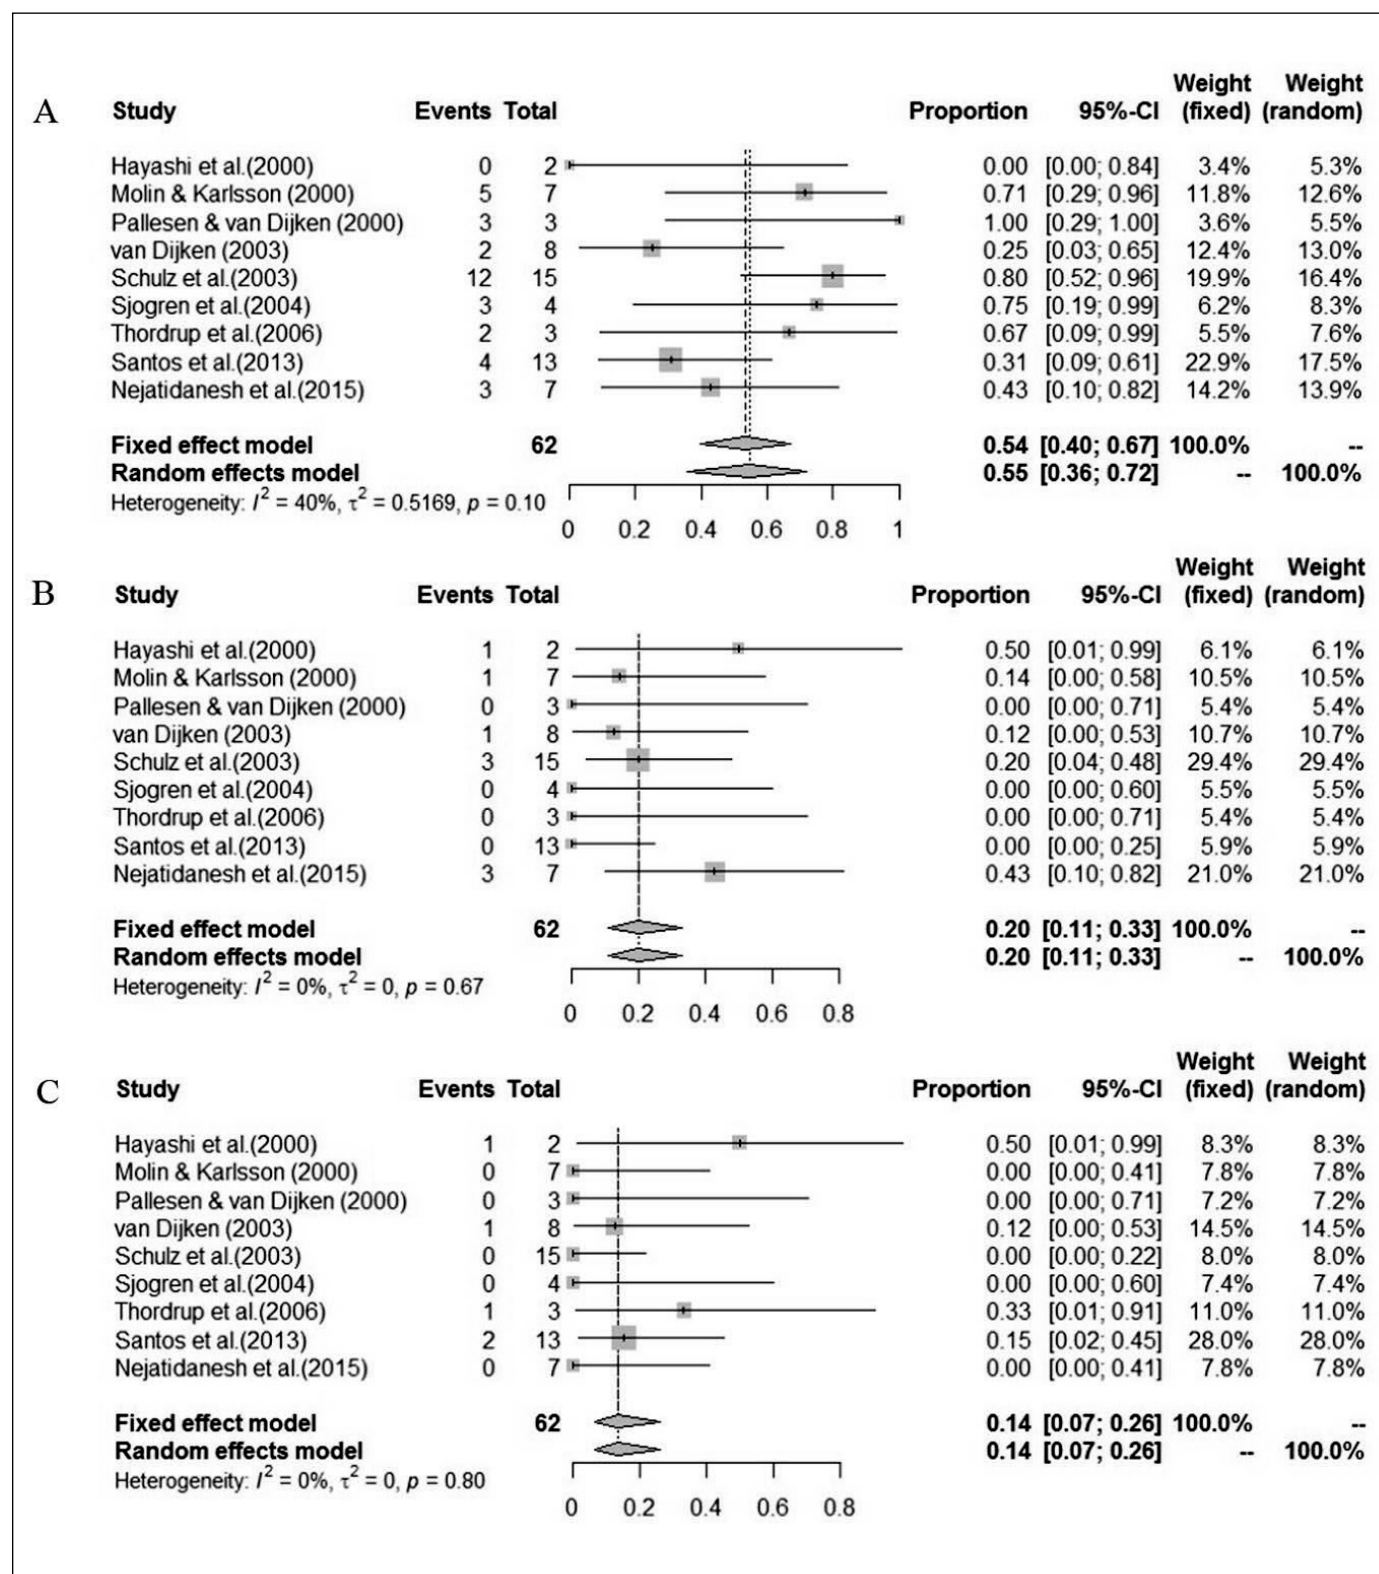 Weight Weight
A Study Events Total Proportion 95%-CI (fixed) (random)
Hayashi et al.(2000) 0 2 0.00 [0.00; 0.84] 3.4% 5.3%
Molin & Karlsson (2000) 5 7 0.71 [0.29; 0.96] 11.8% 12.6%
Pallesen & van Dijken (2000) 3 3 1.00 [0.29; 1.00] 3.6% 5.5%
van Dijken (2003) 2 8 0.25 [0.03; 0.65] 12.4% 13.0%
Schulz et al.(2003) 12 15 0.80 [0.52; 0.96] 19.9% 16.4%
Sjogren et al.(2004) 3 4 0.75 [0.19; 0.99] 6.2% 8.3%
Thordrup et al.(2006) 2 3 0.67 [0.09; 0.99] 5.5% 7.6%
Santos et al.(2013) 4 13 0.31 [0.09; 0.61] 22.9% 17.5%
Nejatidanesh et al.(2015) 3 7 0.43 [0.10; 0.82] 14.2% 13.9%
Fixed effect model 62 0.54 [0.40; 0.67] 100.0% --
Random effects model 0.55 [0.36; 0.72] -- 100.0%
Heterogeneity: I² = 40%, τ² = 0.5169, p = 0.10
0 0.2 0.4 0.6 0.8 1
Weight Weight
B Study Events Total Proportion 95%-CI (fixed) (random)
Hayashi et al.(2000) 1 2 0.50 [0.01; 0.99] 6.1% 6.1%
Molin & Karlsson (2000) 1 7 0.14 [0.00; 0.58] 10.5% 10.5%
Pallesen & van Dijken (2000) 0 3 0.00 [0.00; 0.71] 5.4% 5.4%
van Dijken (2003) 1 8 0.12 [0.00; 0.53] 10.7% 10.7%
Schulz et al.(2003) 3 15 0.20 [0.04; 0.48] 29.4% 29.4%
Sjogren et al.(2004) 0 4 0.00 [0.00; 0.60] 5.5% 5.5%
Thordrup et al.(2006) 0 3 0.00 [0.00; 0.71] 5.4% 5.4%
Santos et al.(2013) 0 13 0.00 [0.00; 0.25] 5.9% 5.9%
Nejatidanesh et al.(2015) 3 7 0.43 [0.10; 0.82] 21.0% 21.0%
Fixed effect model 62 0.20 [0.11; 0.33] 100.0% --
Random effects model 0.20 [0.11; 0.33] -- 100.0%
Heterogeneity: I² = 0%, τ² = 0, p = 0.67
0 0.2 0.4 0.6 0.8
Weight Weight
C Study Events Total Proportion 95%-CI (fixed) (random)
Hayashi et al.(2000) 1 2 0.50 [0.01; 0.99] 8.3% 8.3%
Molin & Karlsson (2000) 0 7 0.00 [0.00; 0.41] 7.8% 7.8%
Pallesen & van Dijken (2000) 0 3 0.00 [0.00; 0.71] 7.2% 7.2%
van Dijken (2003) 1 8 0.12 [0.00; 0.53] 14.5% 14.5%
Schulz et al.(2003) 0 15 0.00 [0.00; 0.22] 8.0% 8.0%
Sjogren et al.(2004) 0 4 0.00 [0.00; 0.60] 7.4% 7.4%
Thordrup et al.(2006) 1 3 0.33 [0.01; 0.91] 11.0% 11.0%
Santos et al.(2013) 2 13 0.15 [0.02; 0.45] 28.0% 28.0%
Nejatidanesh et al.(2015) 0 7 0.00 [0.00; 0.41] 7.8% 7.8%
Fixed effect model 62 0.14 [0.07; 0.26] 100.0% --
Random effects model 0.14 [0.07; 0.26] -- 100.0%
Heterogeneity: I² = 0%, τ² = 0, p = 0.80
0 0.2 0.4 0.6 0.8